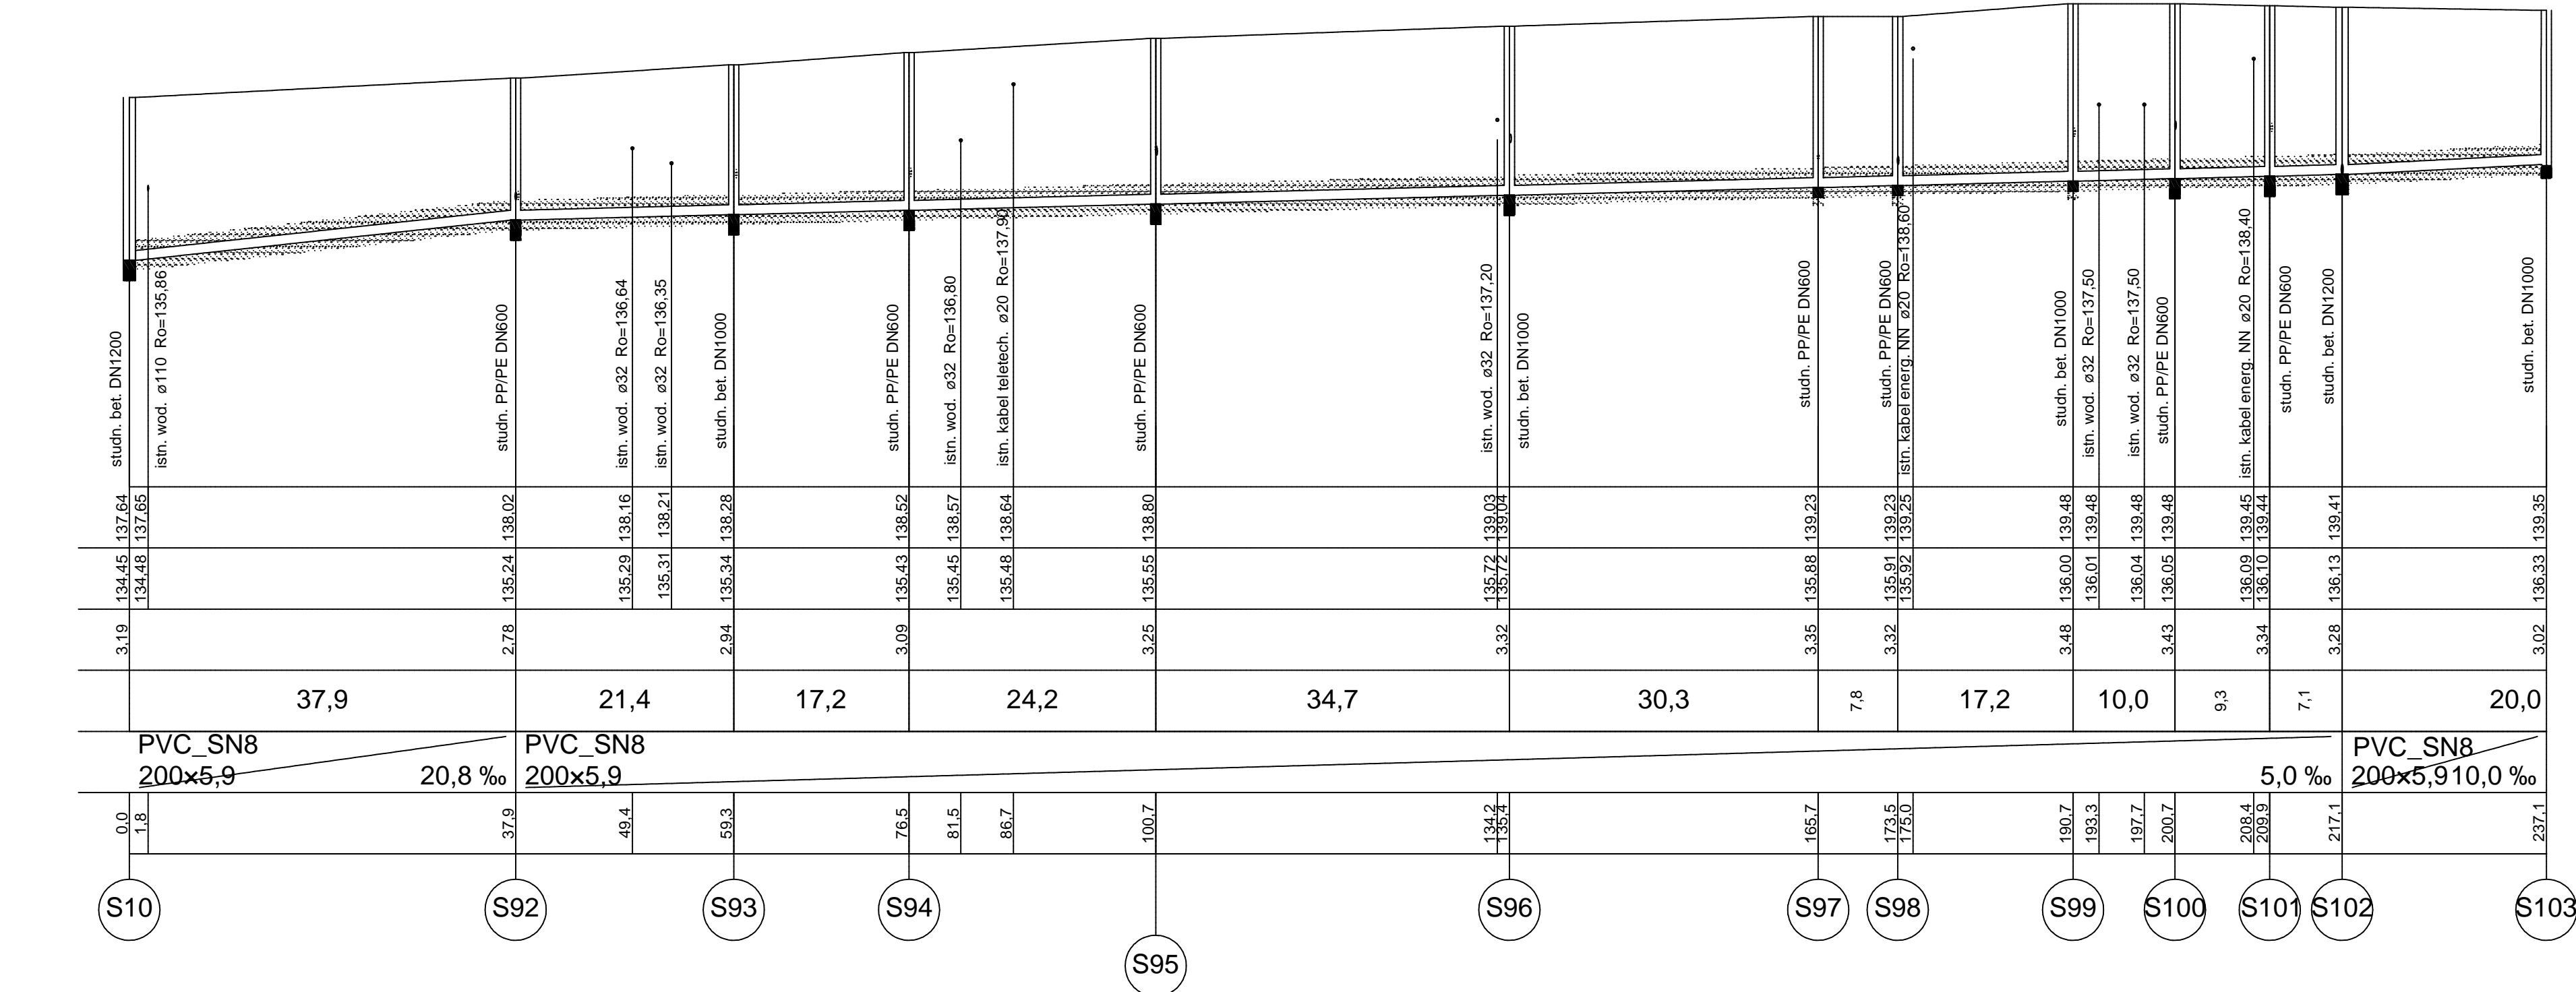 studn. bet. DN1200
istn. wod. ø110 Ro=135,86
studn. PP/PE DN600
istn. wod. ø32 Ro=136,64
istn. wod. ø32 Ro=136,35
studn. bet. DN1000
studn. PP/PE DN600
istn. wod. ø32 Ro=136,80
istn. kabel teletech. ø20 Ro=137,90
studn. PP/PE DN600
istn. wod. ø32 Ro=137,20
studn. bet. DN1000
studn. PP/PE DN600
studn. PP/PE DN600
istn. kabel energ. NN ø20 Ro=138,60
studn. bet. DN1000
istn. wod. ø32 Ro=137,50
istn. wod. ø32 Ro=137,50
studn. PP/PE DN600
istn. kabel energ. NN ø20 Ro=138,40
studn. PP/PE DN600
studn. bet. DN1200
studn. bet. DN1000
137,64 137,65 138,02 138,16 138,21 138,28 138,52 138,57 138,64 138,80 139,03 139,04 139,23 139,23 139,25 139,48 139,48 139,48 139,48 139,45 139,44 139,41 139,35
134,45 134,48 135,24 135,29 135,31 135,34 135,43 135,45 135,48 135,55 135,72 135,72 135,88 135,91 135,92 136,00 136,01 136,04 136,05 136,09 136,10 136,13 136,33
3,19 2,78 2,94 3,09 3,25 3,32 3,35 3,32 3,48 3,43 3,34 3,28 3,02
37,9 21,4 17,2 24,2 34,7 30,3 7,8 17,2 10,0 9,3 7,1 20,0
PVC_SN8 PVC_SN8 PVC_SN8
200×5,9 20,8 ‰ 200×5,9 5,0 ‰ 200×5,9 10,0 ‰
0,0 1,8 37,9 49,4 59,3 76,5 81,5 86,7 100,7 134,2 135,4 165,7 173,5 175,0 190,7 193,3 197,7 200,7 208,4 209,9 217,1 237,1
S10 S92 S93 S94 S96 S97 S98 S99 S100 S101 S102 S103
S95